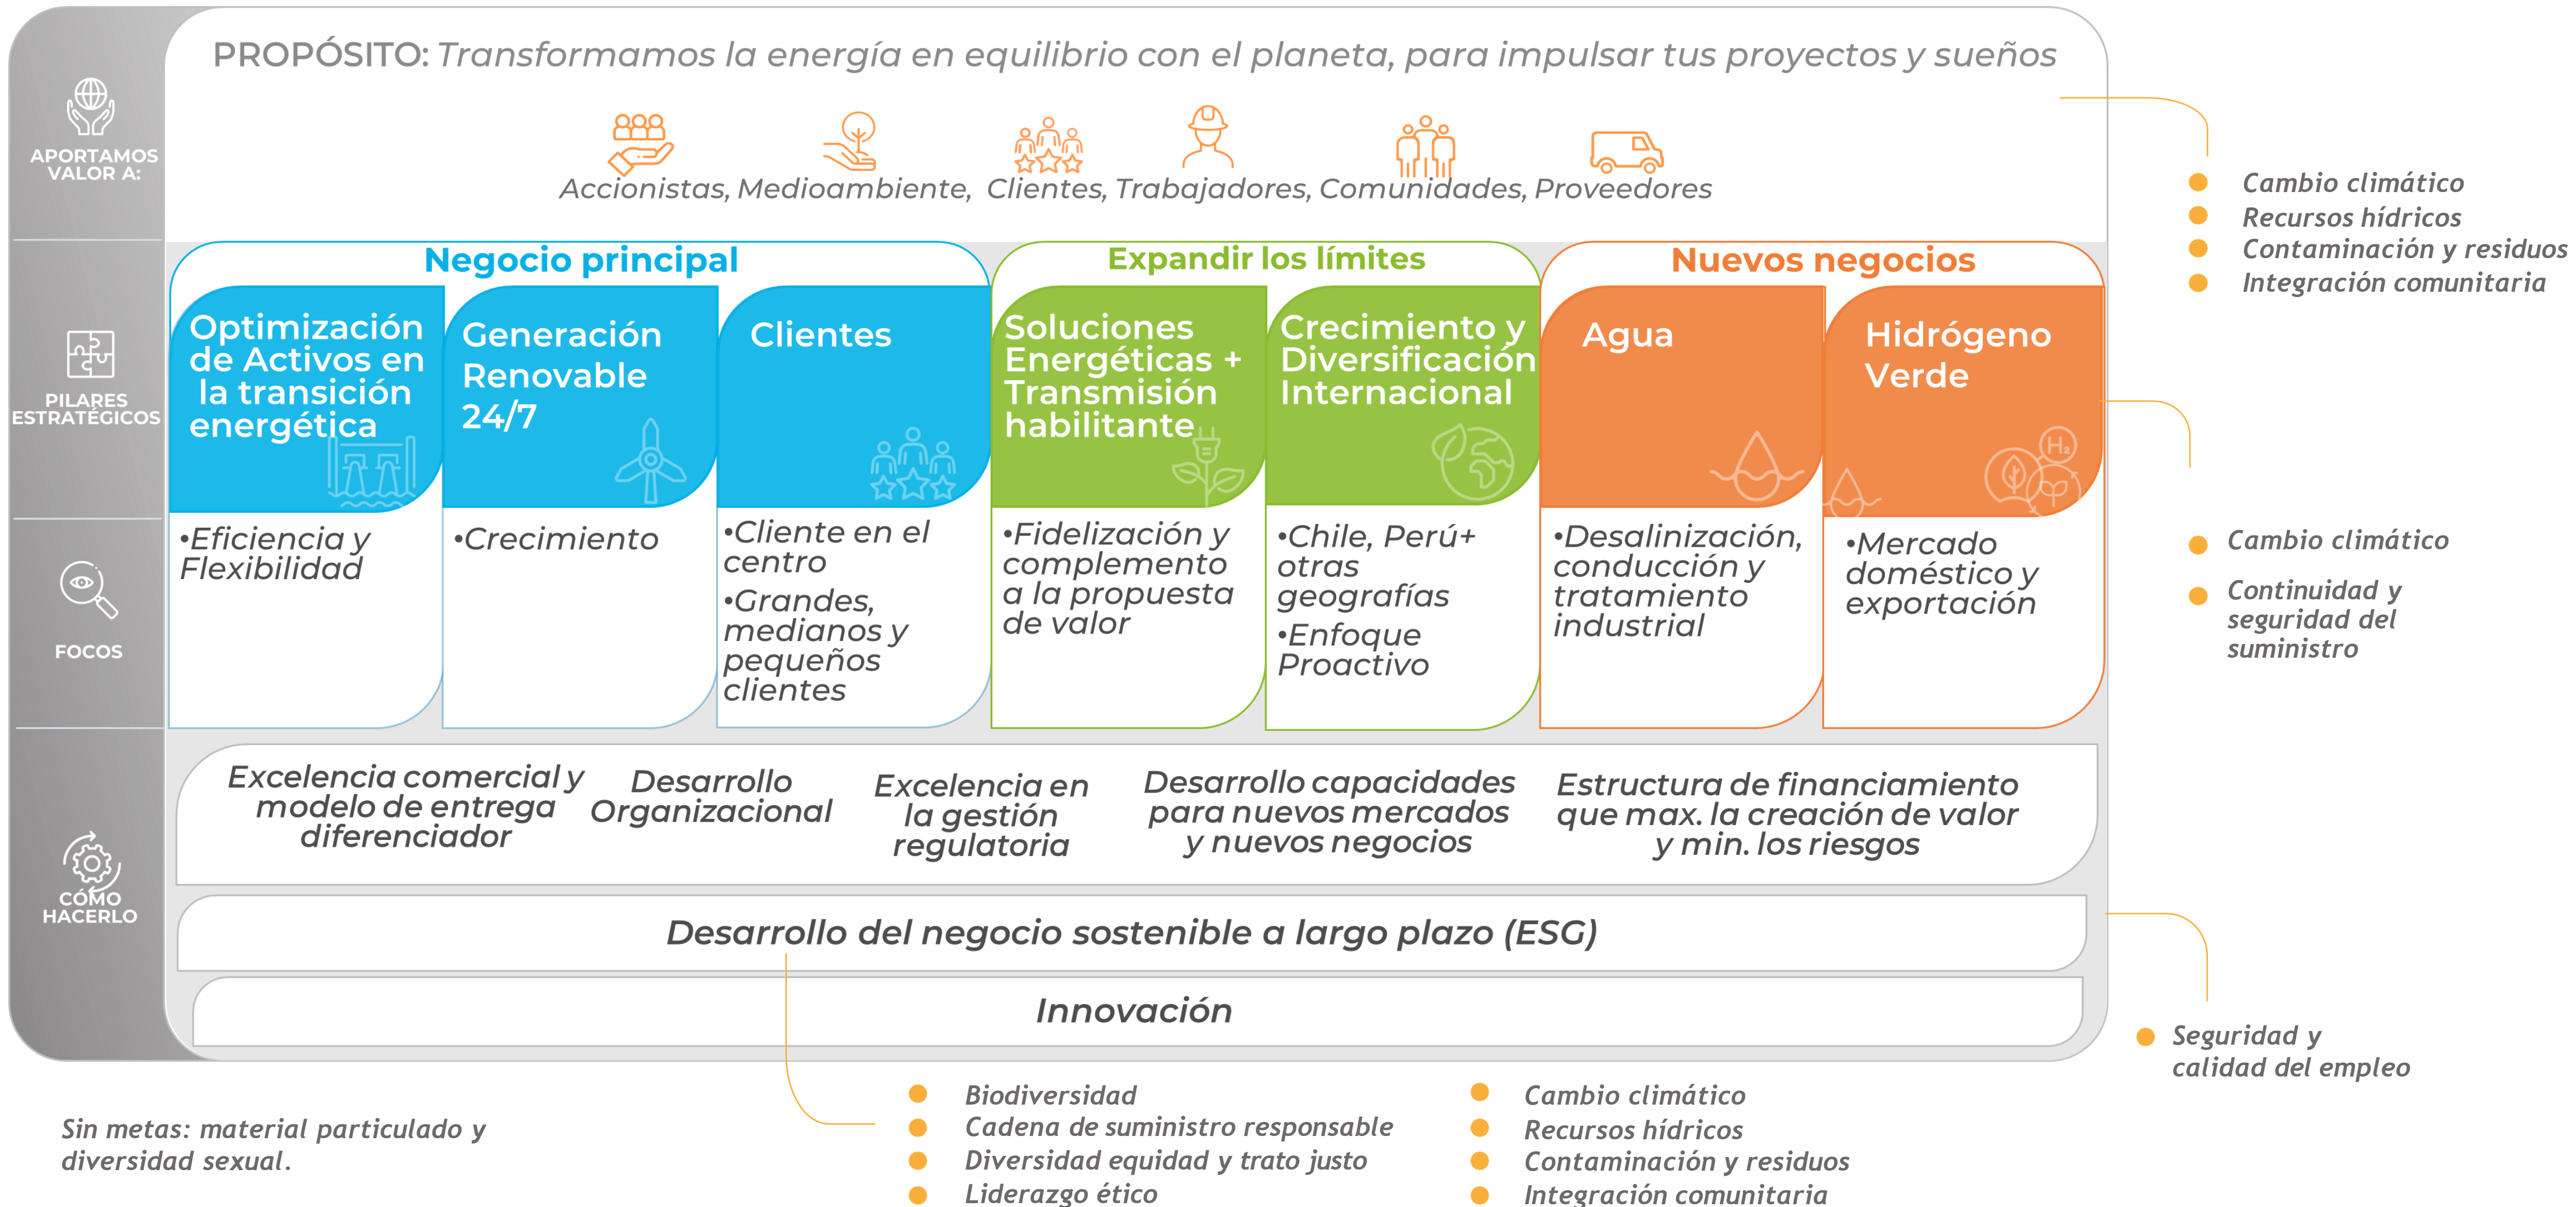 PROPÓSITO: Transformamos la energía en equilibrio con el planeta, para impulsar tus proyectos y sueños
APORTAMOS
VALOR A:
Accionistas, Medioambiente, Clientes, Trabajadores, Comunidades, Proveedores
Cambio climático
Recursos hídricos
Contaminación y residuos
Integración comunitaria
PILARES
ESTRATÉGICOS
Negocio principal
Optimización
de Activos en
la transición
energética
Generación
Renovable
24/7
Clientes
Expandir los límites
Soluciones
Energéticas +
Transmisión
habilitante
Crecimiento y
Diversificación
Internacional
Nuevos negocios
Agua
Hidrógeno
Verde
H₂
Cambio climático
Continuidad y
seguridad del
suministro
FOCOS
•Eficiencia y
Flexibilidad
•Crecimiento
•Cliente en el
centro
•Grandes,
medianos y
pequeños
clientes
•Fidelización y
complemento
a la propuesta
de valor
•Chile, Perú+
otras
geografías
•Enfoque
Proactivo
•Desalinización,
conducción y
tratamiento
industrial
•Mercado
doméstico y
exportación
CÓMO
HACERLO
Excelencia comercial y
modelo de entrega
diferenciador
Desarrollo
Organizacional
Excelencia en
la gestión
regulatoria
Desarrollo capacidades
para nuevos mercados
y nuevos negocios
Estructura de financiamiento
que max. la creación de valor
y min. los riesgos
Desarrollo del negocio sostenible a largo plazo (ESG)
Innovación
Seguridad y
calidad del empleo
Sin metas: material particulado y
diversidad sexual.
Biodiversidad
Cadena de suministro responsable
Diversidad equidad y trato justo
Liderazgo ético
Cambio climático
Recursos hídricos
Contaminación y residuos
Integración comunitaria